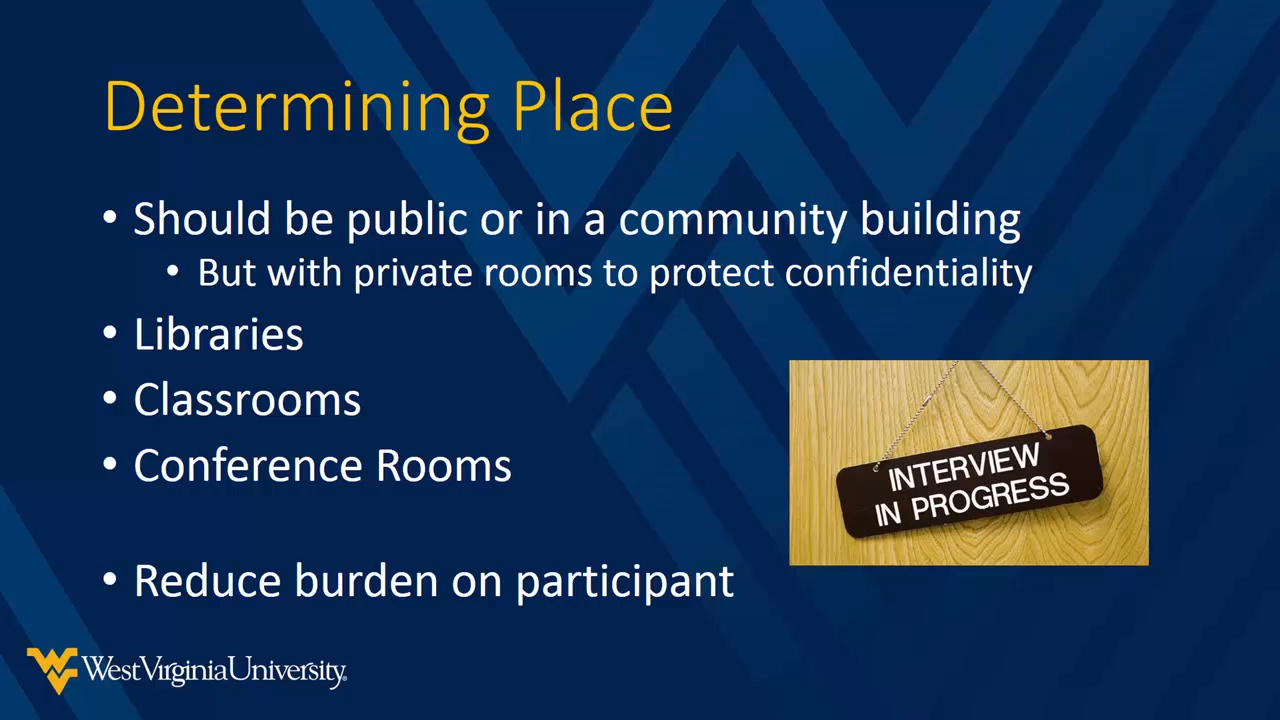 Determining Place
• Should be public or in a community building
• But with private rooms to protect confidentiality
• Libraries
• Classrooms
• Conference Rooms
INTERVIEW
IN PROGRESS
• Reduce burden on participant
WV WestVirginiaUniversity.